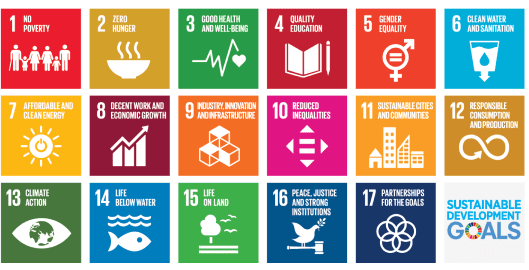 1 NO
POVERTY
2 ZERO
HUNGER
3 GOOD HEALTH
AND WELL-BEING
4 QUALITY
EDUCATION
5 GENDER
EQUALITY
6 CLEAN WATER
AND SANITATION
7 AFFORDABLE AND
CLEAN ENERGY
8 DECENT WORK AND
ECONOMIC GROWTH
9 INDUSTRY, INNOVATION
AND INFRASTRUCTURE
10 REDUCED
INEQUALITIES
11 SUSTAINABLE CITIES
AND COMMUNITIES
12 RESPONSIBLE
CONSUMPTION
AND PRODUCTION
13 CLIMATE
ACTION
14 LIFE
BELOW WATER
15 LIFE
ON LAND
16 PEACE, JUSTICE
AND STRONG
INSTITUTIONS
17 PARTNERSHIPS
FOR THE GOALS
SUSTAINABLE
DEVELOPMENT
GOALS